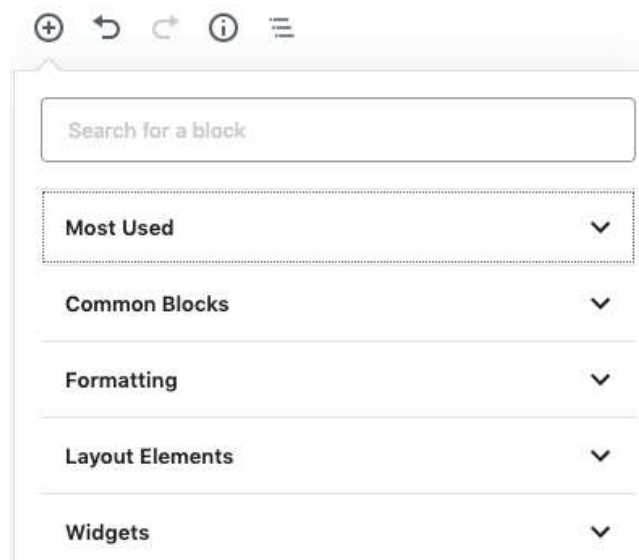 Search for a block
Most Used
Common Blocks
Formatting
Layout Elements
Widgets